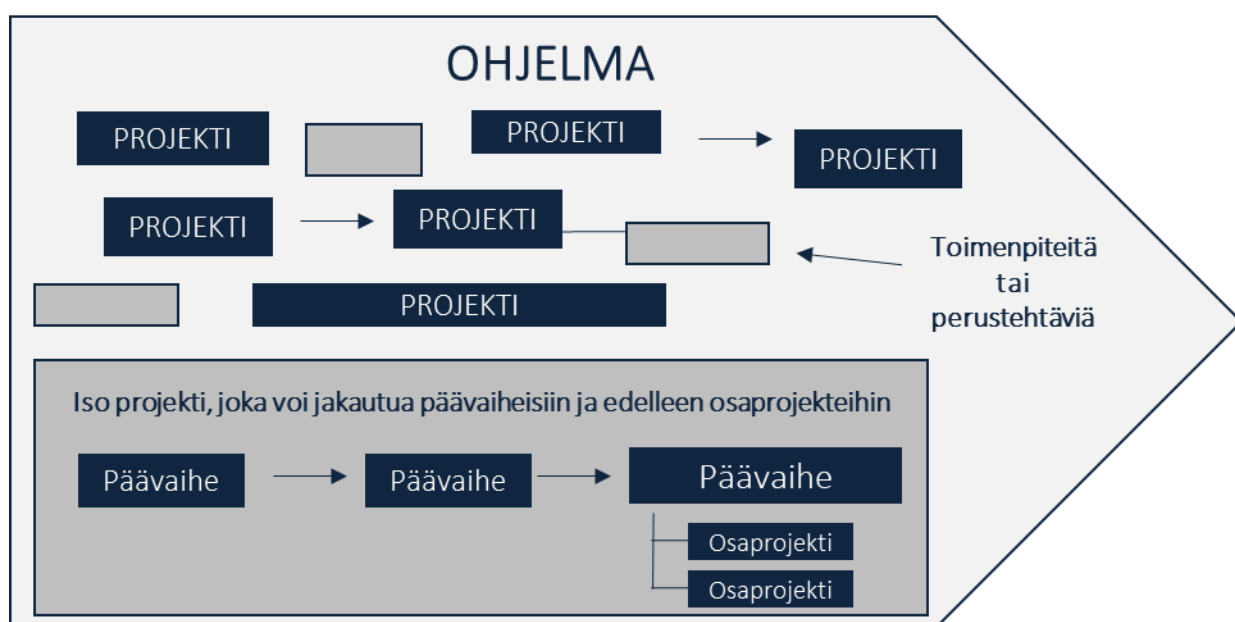 OHJELMA
PROJEKTI
PROJEKTI
PROJEKTI
PROJEKTI
PROJEKTI
Toimenpiteitä
tai
perustehtäviä
PROJEKTI
Iso projekti, joka voi jakautua päävaiheisiin ja edelleen osaprojekteihin
Päävaihe
Päävaihe
Päävaihe
Osaprojekti
Osaprojekti